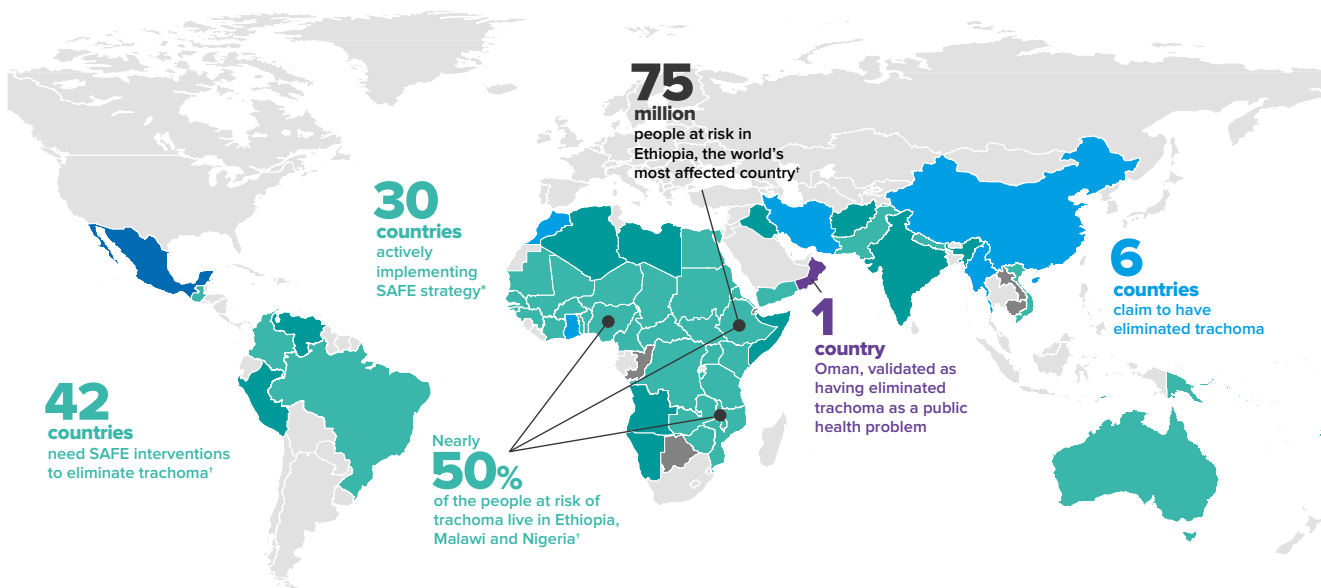 75
million
people at risk in
Ethiopia, the world's
most affected country†
30
countries
actively
implementing
SAFE strategy*
6
countries
claim to have
eliminated trachoma
1
country
Oman, validated as
having eliminated
trachoma as a public
health problem
42
countries
need SAFE interventions
to eliminate trachoma†
Nearly
50%
of the people at risk of
trachoma live in Ethiopia,
Malawi and Nigeria†